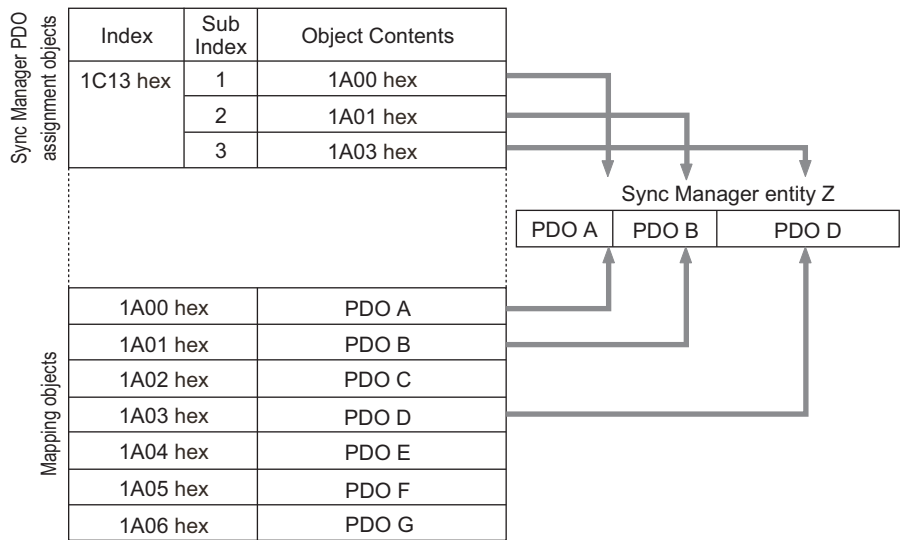 Sync Manager PDO
assignment objects
Index
Sub
Index
Object Contents
1C13 hex
1
1A00 hex
2
1A01 hex
3
1A03 hex
Sync Manager entity Z
PDO A
PDO B
PDO D
Mapping objects
1A00 hex
PDO A
1A01 hex
PDO B
1A02 hex
PDO C
1A03 hex
PDO D
1A04 hex
PDO E
1A05 hex
PDO F
1A06 hex
PDO G